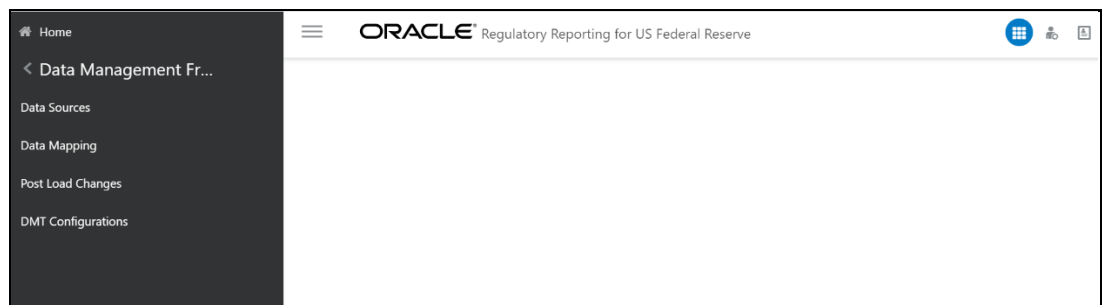 Home
Data Management Fr...
Data Sources
Data Mapping
Post Load Changes
DMT Configurations
ORACLE® Regulatory Reporting for US Federal Reserve